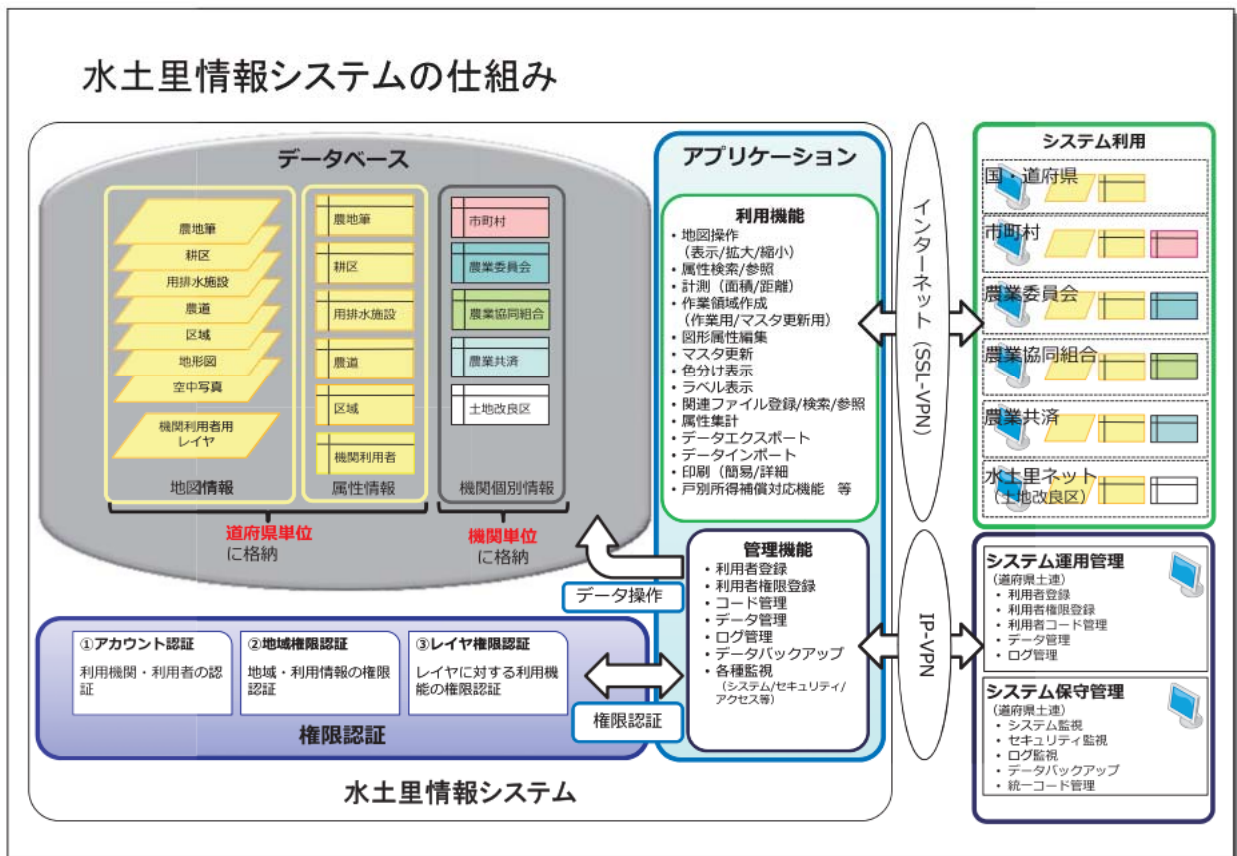 水土里情報システムの仕組み
データベース
農地筆
耕区
用排水施設
農道
区域
地形図
空中写真
機関利用者用
レイヤ
地図情報
農地筆
耕区
用排水施設
農道
区域
機関利用者
属性情報
市町村
農業委員会
農業協同組合
農業共済
土地改良区
機関個別情報
道府県単位
に格納
機関単位
に格納
アプリケーション
利用機能
・地図操作
（表示/拡大/縮小）
・属性検索/参照
・計測（面積/距離）
・作業領域作成
（作業用/マスタ更新用）
・図形属性編集
・マスタ更新
・色分け表示
・ラベル表示
・関連ファイル登録/検索/参照
・属性集計
・データエクスポート
・データインポート
・印刷（簡易/詳細
・戸別所得補償対応機能　等
管理機能
・利用者登録
・利用者権限登録
・コード管理
・データ管理
・ログ管理
・データバックアップ
・各種監視
（システム/セキュリティ/
アクセス等）
データ操作
権限認証
①アカウント認証
利用機関・利用者の認
証
②地域権限認証
地域・利用情報の権限
認証
③レイヤ権限認証
レイヤに対する利用機
能の権限認証
権限認証
水土里情報システム
インターネット（SSL-VPN）
IP-VPN
システム利用
国・道府県
市町村
農業委員会
農業協同組合
農業共済
水土里ネット
（土地改良区）
システム運用管理
（道府県土連）
・利用者登録
・利用者権限登録
・利用者コード管理
・データ管理
・ログ管理
システム保守管理
（道府県土連）
・システム監視
・セキュリティ監視
・ログ監視
・データバックアップ
・統一コード管理